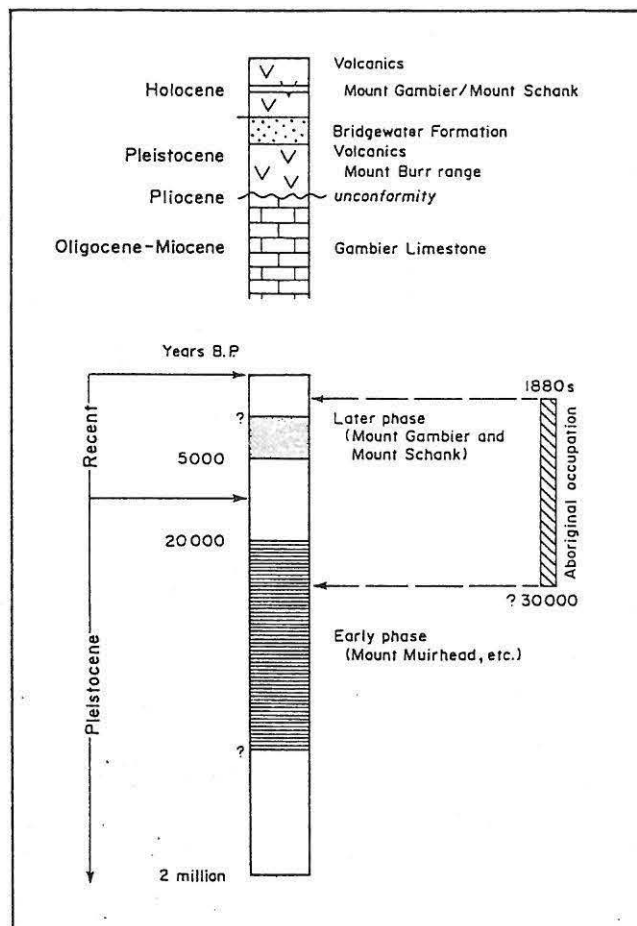 Volcanics
Holocene
Mount Gambier/Mount Schank
Bridgewater Formation
Pleistocene
Volcanics
Mount Burr range
Pliocene
unconformity
Oligocene-Miocene
Gambier Limestone
Years B.P.
1880s
?
Later phase
(Mount Gambier and
Mount Schank)
Recent
5000
Aboriginal occupation
20000
?30000
Early phase
(Mount Muirhead, etc.)
Pleistocene
?
2 million